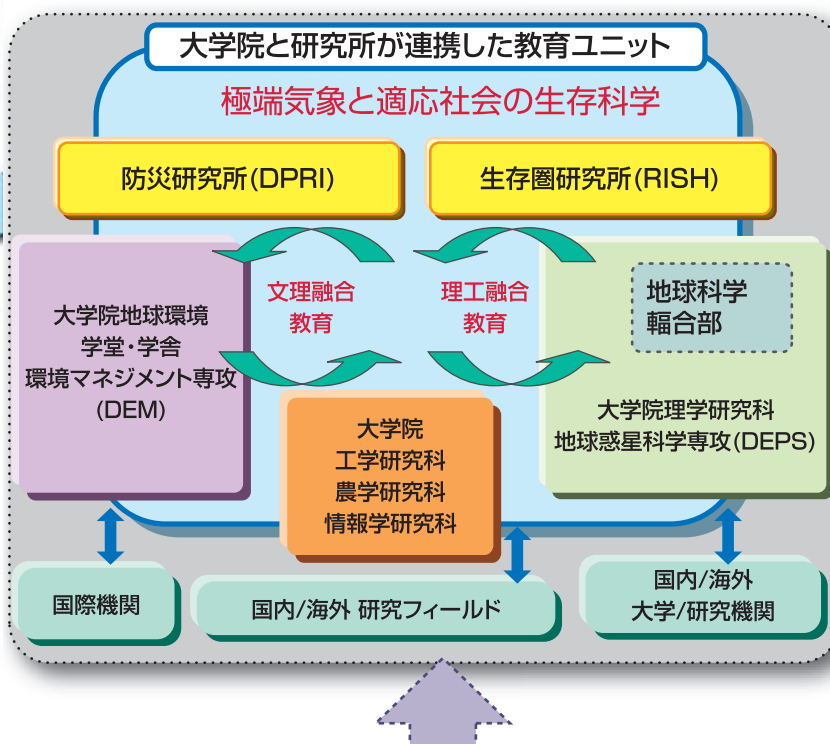 大学院と研究所が連携した教育ユニット
極端気象と適応社会の生存科学
防災研究所(DPRI)
生存圏研究所(RISH)
大学院地球環境
学堂・学舎
環境マネジメント専攻
(DEM)
文理融合
教育
理工融合
教育
地球科学
輻合部
大学院理学研究科
地球惑星科学専攻(DEPS)
大学院
工学研究科
農学研究科
情報学研究科
国際機関
国内/海外 研究フィールド
国内/海外
大学/研究機関